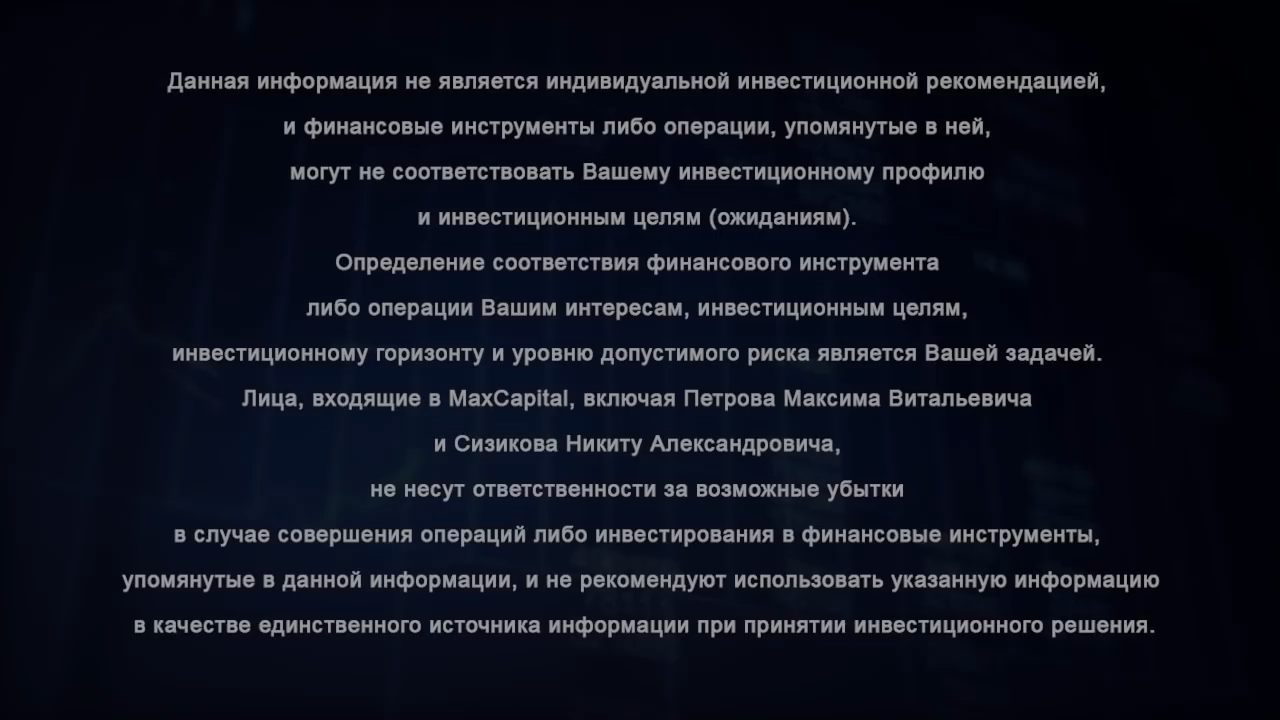 Данная информация не является индивидуальной инвестиционной рекомендацией,
и финансовые инструменты либо операции, упомянутые в ней,
могут не соответствовать Вашему инвестиционному профилю
и инвестиционным целям (ожиданиям).
Определение соответствия финансового инструмента
либо операции Вашим интересам, инвестиционным целям,
инвестиционному горизонту и уровню допустимого риска является Вашей задачей.
Лица, входящие в MaxCapital, включая Петрова Максима Витальевича
и Сизикова Никиту Александровича,
не несут ответственности за возможные убытки
в случае совершения операций либо инвестирования в финансовые инструменты,
упомянутые в данной информации, и не рекомендуют использовать указанную информацию
в качестве единственного источника информации при принятии инвестиционного решения.